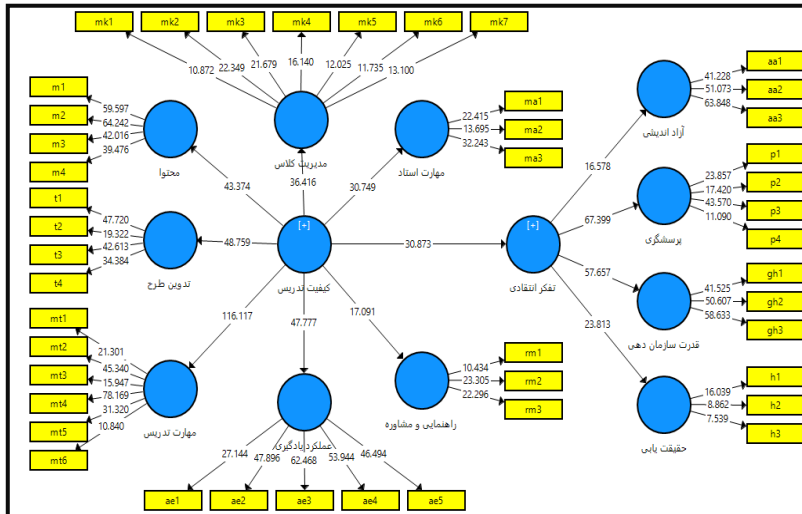 mk1
mk2
mk3
mk4
mk5
mk6
mk7
10.872
22.349
21.679
16.140
12.025
11.735
13.100
مدیریت کلاس
36.416
m1
m2
m3
m4
59.597
64.242
42.016
39.476
محتوا
43.374
t1
t2
t3
t4
47.720
19.322
42.613
34.384
تدوین طرح
48.759
mt1
mt2
mt3
mt4
mt5
mt6
21.301
45.340
15.947
78.169
31.320
10.840
مهارت تدریس
116.117
[+]
کیفیت تدریس
ma1
ma2
ma3
22.415
13.695
32.243
مهارت استاد
30.749
30.873
47.777
عملکرد یادگیری
27.144
47.896
62.468
53.944
46.494
ae1
ae2
ae3
ae4
ae5
17.091
راهنمایی و مشاوره
10.434
23.305
22.296
rm1
rm2
rm3
[+]
تفکر انتقادی
16.578
67.399
57.657
23.813
آزاد اندیشی
41.228
51.073
63.848
aa1
aa2
aa3
پرسشگری
23.857
17.420
43.570
11.090
p1
p2
p3
p4
قدرت سازمان دهی
41.525
50.607
58.633
gh1
gh2
gh3
حقیقت یابی
16.039
8.862
7.539
h1
h2
h3